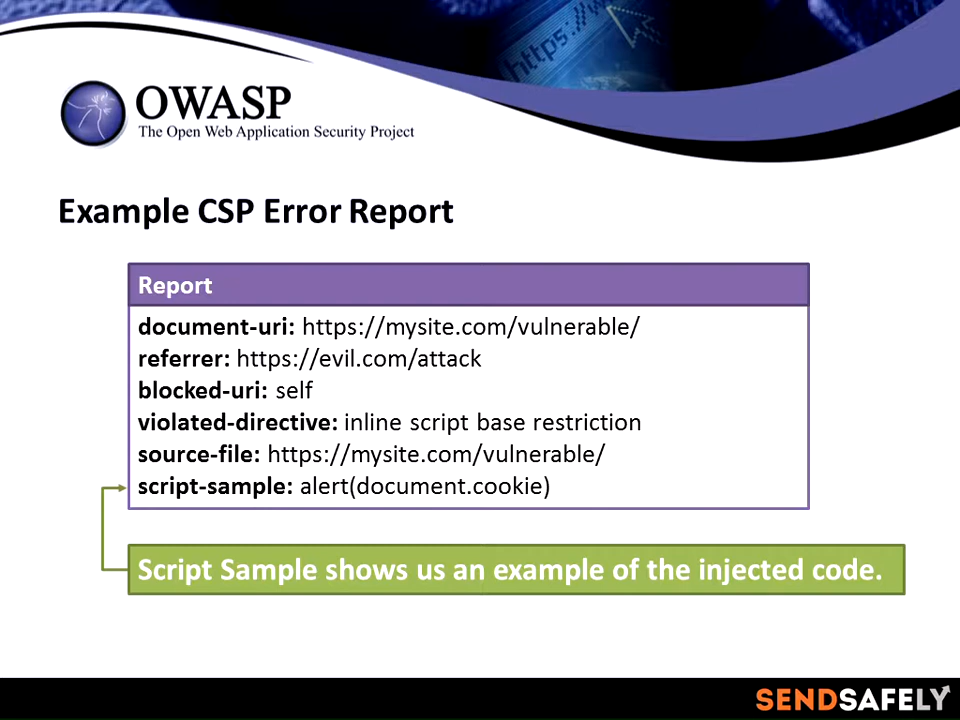 https://w
OWASP
The Open Web Application Security Project
Example CSP Error Report
Report
document-uri: https://mysite.com/vulnerable/
referrer: https://evil.com/attack
blocked-uri: self
violated-directive: inline script base restriction
source-file: https://mysite.com/vulnerable/
script-sample: alert(document.cookie)
Script Sample shows us an example of the injected code.
SENDSAFELY